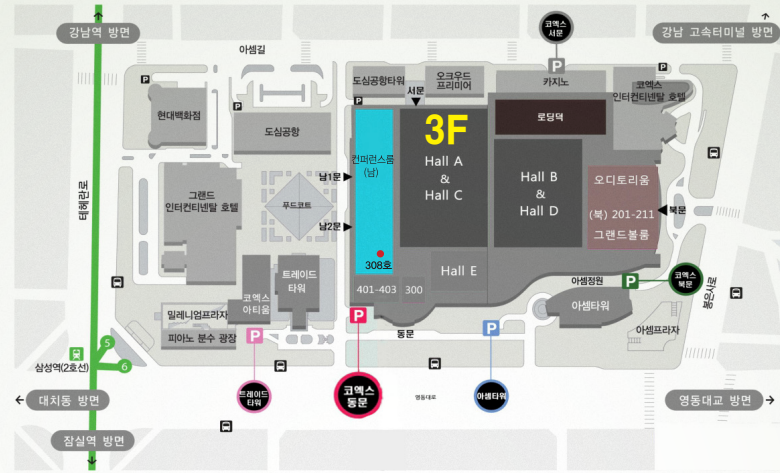 강남역 방면
강남 고속터미널 방면
코엑스
서문
아셈길
P
P
P
P
P
P
도심공항타워
오크우드
프리미어
카지노
코엑스
인터컨티넨탈 호텔
서문
현대백화점
도심공항
3F
로딩덕
컨퍼런스룸
(남)
Hall A
&
Hall C
Hall B
&
Hall D
오디토리움
(북) 201-211
그랜드볼룸
북문
남1문
남2문
테헤란로
그랜드
인터컨티넨탈 호텔
푸드코트
308호
Hall E
401-403
300
트레이드
타워
코엑스
아티움
밀레니엄프라자
피아노 분수 광장
아셈정원
P
코엑스
북문
봉은사로
아셈타워
아셈프라자
동문
P
P
P
5
6
삼성역(2호선)
트레이드
타워
코엑스
동문
영동대로
아셈타워
대치동 방면
영동대교 방면
잠실역 방면